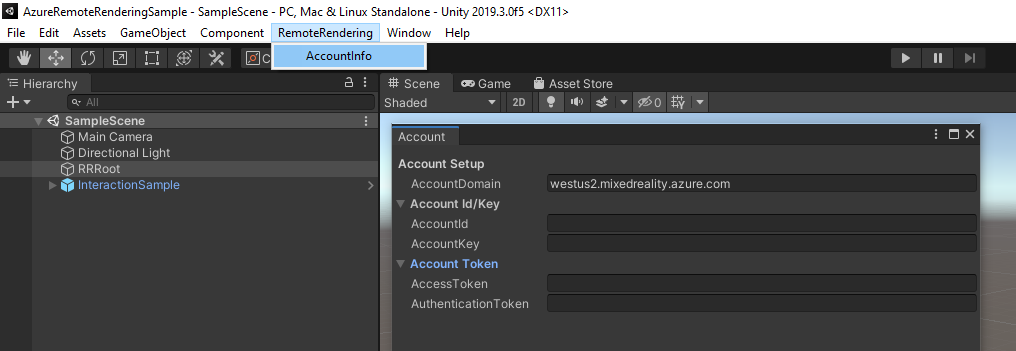 AzureRemoteRenderingSample - SampleScene - PC, Mac & Linux Standalone - Unity 2019.3.0f5 <DX11>
File Edit Assets GameObject Component RemoteRendering Window Help
AccountInfo
C
Hierarchy
All
SampleScene
Main Camera
Directional Light
RRRoot
InteractionSample
Scene Game Asset Store
Shaded 2D 0
Account
Account Setup
AccountDomain westus2.mixedreality.azure.com
Account Id/Key
AccountId
AccountKey
Account Token
AccessToken
AuthenticationToken